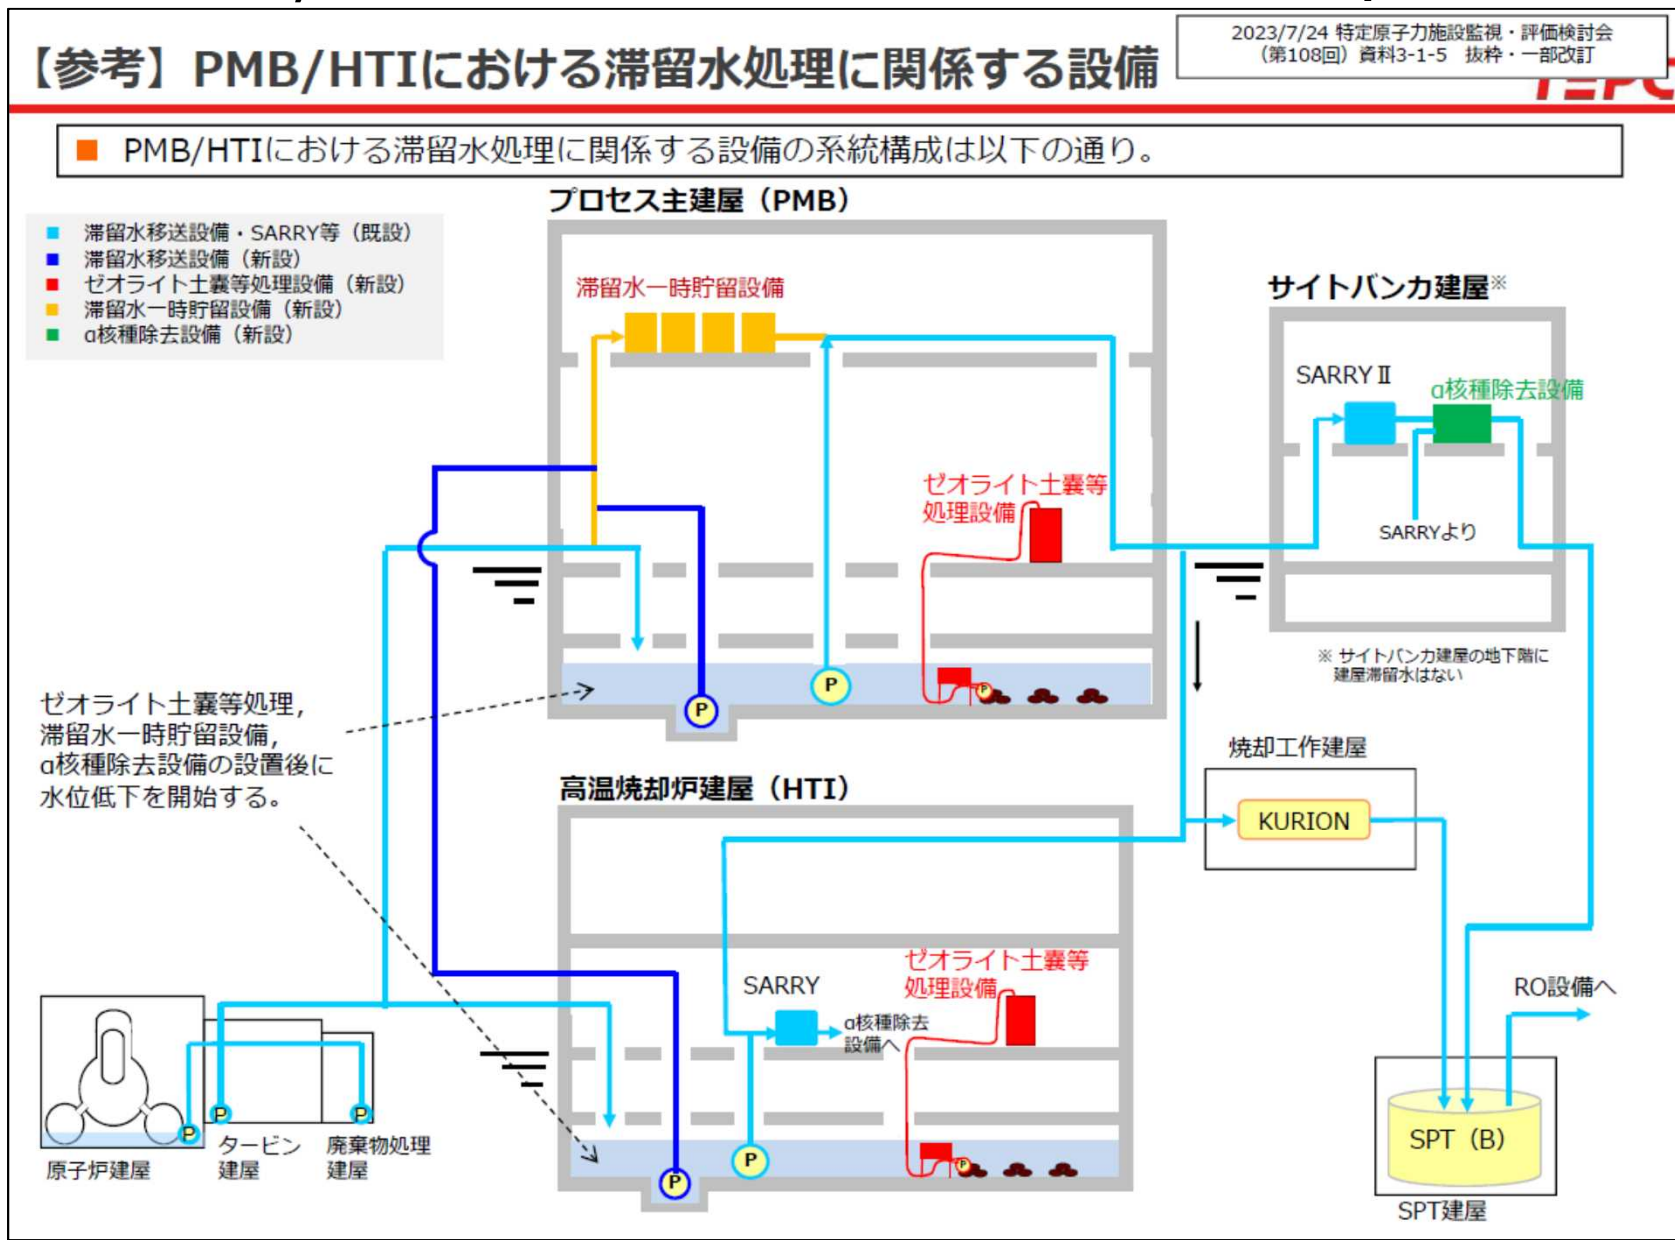 【参考】PMB/HTIにおける滞留水処理に関係する設備
2023/7/24 特定原子力施設監視・評価検討会
（第108回）資料3-1-5 抜粋・一部改訂
■ PMB/HTIにおける滞留水処理に関係する設備の系統構成は以下の通り。
■ 滞留水移送設備・SARRY等（既設）
■ 滞留水移送設備（新設）
■ ゼオライト土嚢等処理設備（新設）
■ 滞留水一時貯留設備（新設）
■ α核種除去設備（新設）
プロセス主建屋（PMB）
滞留水一時貯留設備
ゼオライト土嚢等
処理設備
P
P
P
サイトバンカ建屋※
SARRYⅡ
α核種除去設備
SARRYより
※ サイトバンカ建屋の地下階に
建屋滞留水はない
ゼオライト土嚢等処理，
滞留水一時貯留設備，
α核種除去設備の設置後に
水位低下を開始する。
焼却工作建屋
KURION
高温焼却炉建屋（HTI）
SARRY
α核種除去
設備へ
ゼオライト土嚢等
処理設備
P
P
P
P
P
P
原子炉建屋
タービン
建屋
廃棄物処理
建屋
RO設備へ
SPT（B）
SPT建屋